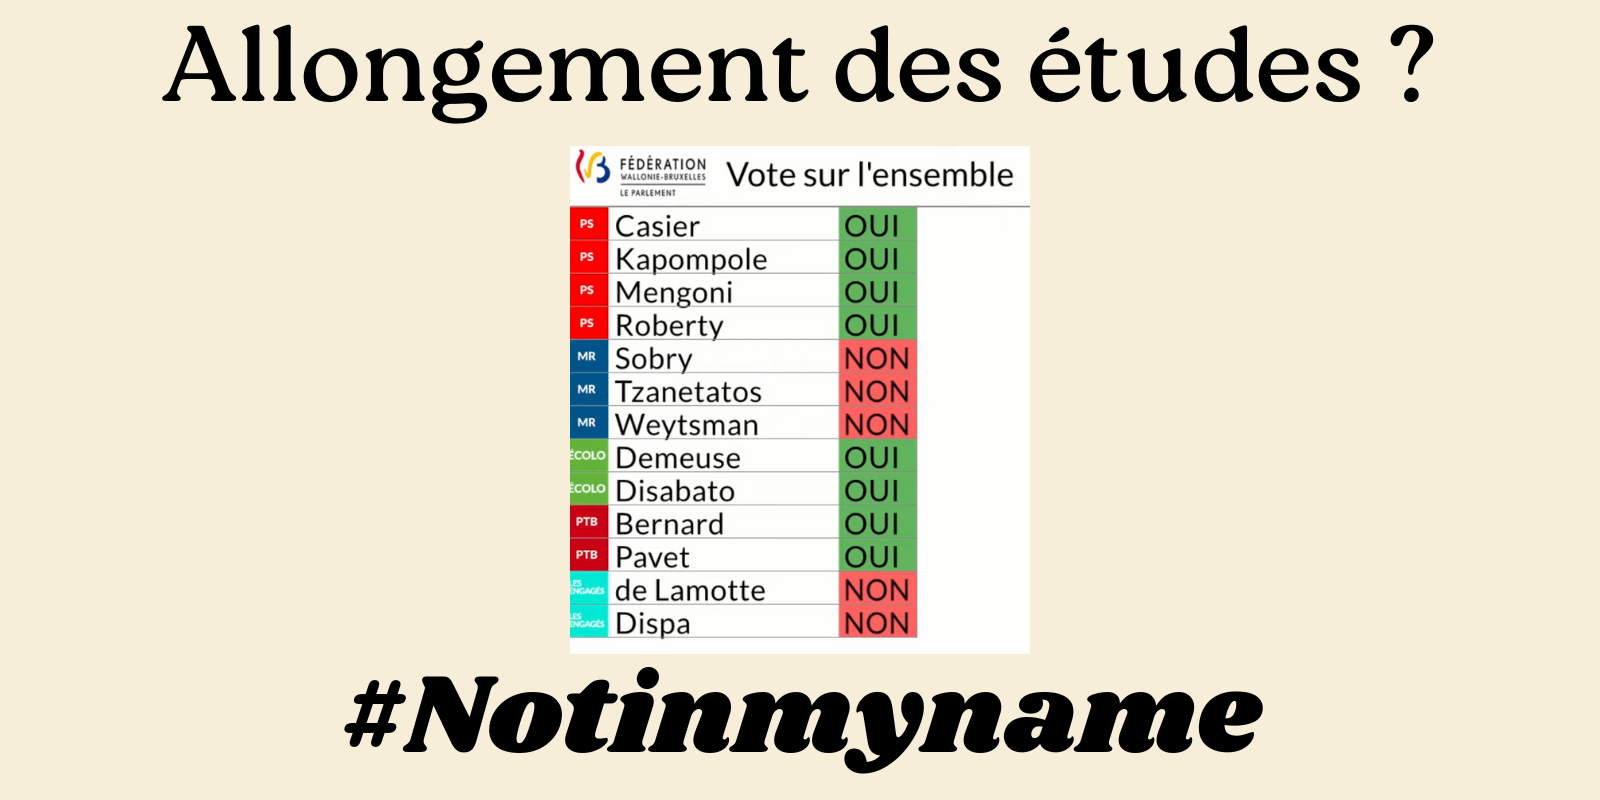 Allongement des études ?
FÉDÉRATION
WALLONIE-BRUXELLES
LE PARLEMENT
Vote sur l'ensemble
PS Casier OUI
PS Kapompole OUI
PS Mengoni OUI
PS Roberty OUI
MR Sobry NON
MR Tzanetatos NON
MR Weytsman NON
ÉCOLO Demeuse OUI
ÉCOLO Disabato OUI
PTB Bernard OUI
PTB Pavet OUI
LES ENGAGÉS de Lamotte NON
LES ENGAGÉS Dispa NON
#Notinmyname